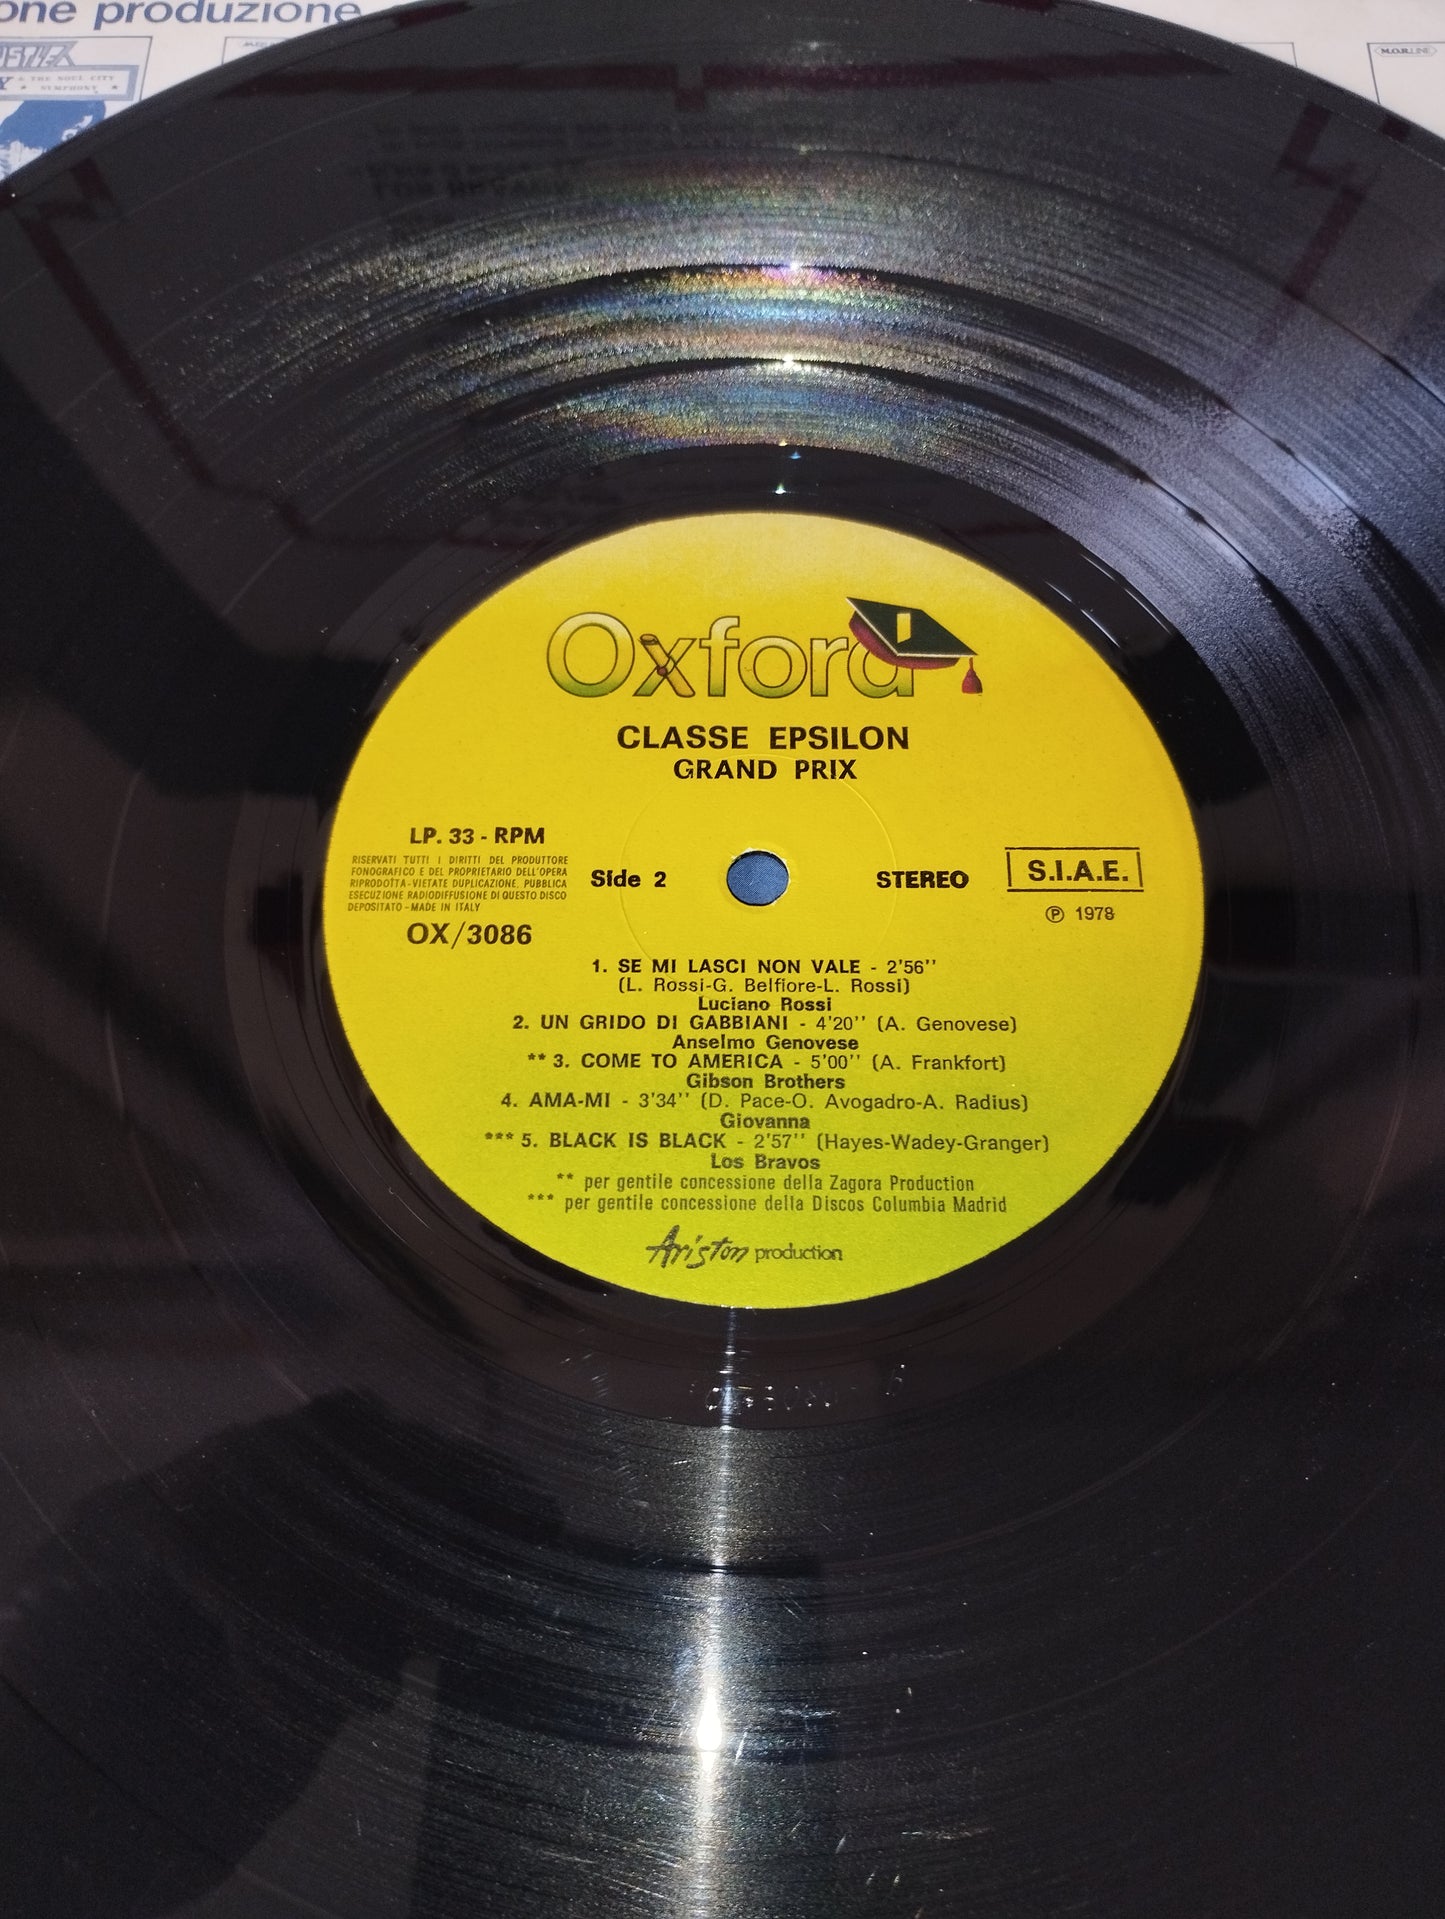 one produzione
& THE SOUL CITY
SYMPHONY
M.O.R.LINE
Oxford
CLASSE EPSILON
GRAND PRIX
LP. 33 - RPM
RISERVATI TUTTI I DIRITTI DEL PRODUTTORE
FONOGRAFICO E DEL PROPRIETARIO DELL'OPERA
RIPRODOTTA - VIETATE DUPLICAZIONE, PUBBLICA
ESECUZIONE RADIODIFFUSIONE DI QUESTO DISCO
DEPOSITATO - MADE IN ITALY
OX/3086
Side 2
STEREO
S.I.A.E.
℗ 1978
1. SE MI LASCI NON VALE - 2'56''
(L. Rossi-G. Belfiore-L. Rossi)
Luciano Rossi
2. UN GRIDO DI GABBIANI - 4'20'' (A. Genovese)
Anselmo Genovese
** 3. COME TO AMERICA - 5'00'' (A. Frankfort)
Gibson Brothers
4. AMA-MI - 3'34'' (D. Pace-O. Avogadro-A. Radius)
Giovanna
*** 5. BLACK IS BLACK - 2'57'' (Hayes-Wadey-Granger)
Los Bravos
** per gentile concessione della Zagora Production
*** per gentile concessione della Discos Columbia Madrid
Ariston production